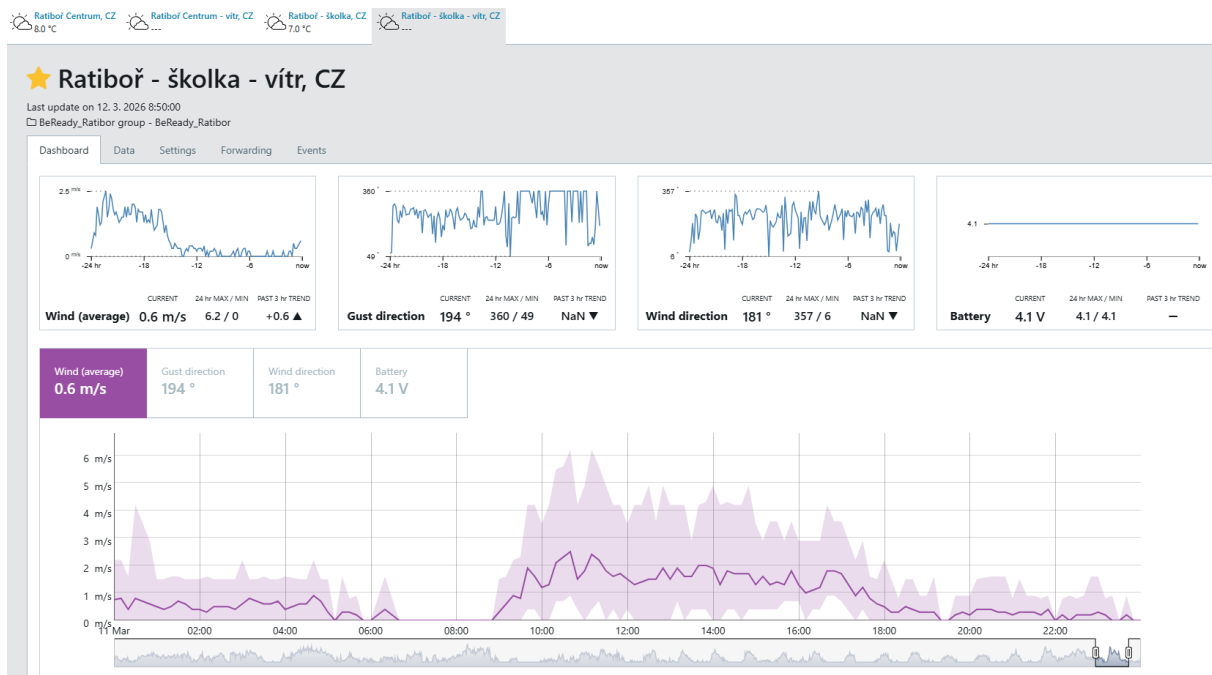 Ratiboř Centrum, CZ
8.0 °C
Ratiboř Centrum - vítr, CZ
---
Ratiboř - školka, CZ
7.0 °C
Ratiboř - školka - vítr, CZ
---
Ratiboř - školka - vítr, CZ
Last update on 12. 3. 2026 8:50:00
BeReady_Ratibor group - BeReady_Ratibor
Dashboard Data Settings Forwarding Events
2.5 m/s
0 m/s
-24 hr -18 -12 -6 now
CURRENT 24 hr MAX / MIN PAST 3 hr TREND
Wind (average) 0.6 m/s 6.2 / 0 +0.6 ▲
360 °
49 °
-24 hr -18 -12 -6 now
CURRENT 24 hr MAX / MIN PAST 3 hr TREND
Gust direction 194 ° 360 / 49 NaN ▼
357 °
6 °
-24 hr -18 -12 -6 now
CURRENT 24 hr MAX / MIN PAST 3 hr TREND
Wind direction 181 ° 357 / 6 NaN ▼
4.1
-24 hr -18 -12 -6 now
CURRENT 24 hr MAX / MIN PAST 3 hr TREND
Battery 4.1 V 4.1 / 4.1 –
Wind (average)
0.6 m/s
Gust direction
194 °
Wind direction
181 °
Battery
4.1 V
6 m/s
5 m/s
4 m/s
3 m/s
2 m/s
1 m/s
0 m/s
11 Mar 02:00 04:00 06:00 08:00 10:00 12:00 14:00 16:00 18:00 20:00 22:00